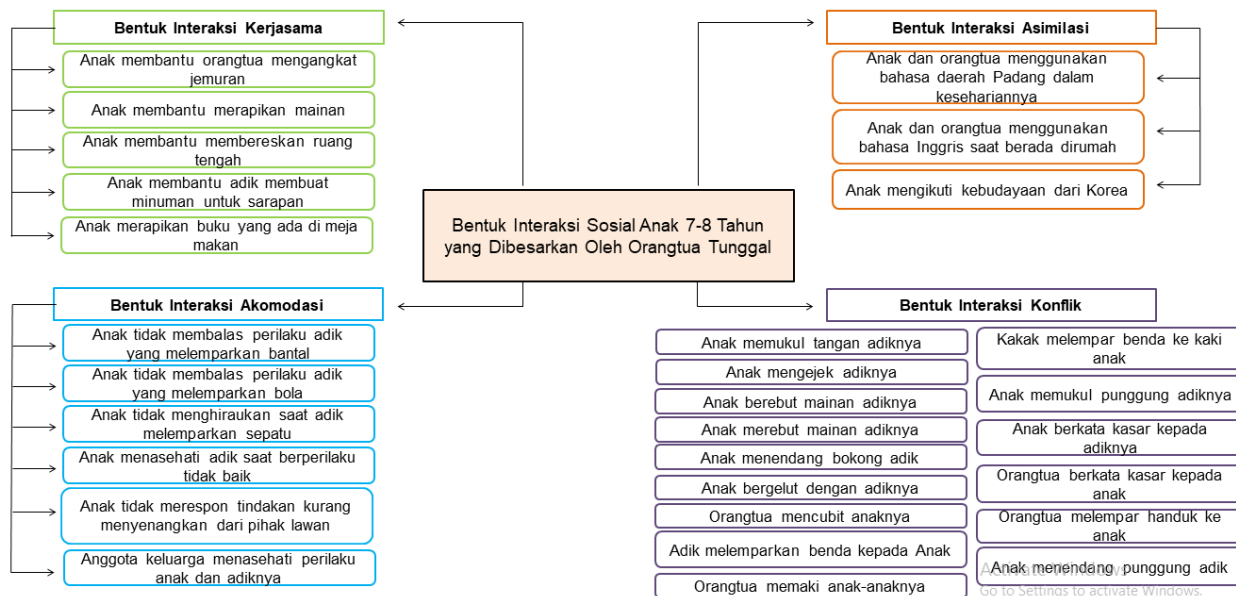 Bentuk Interaksi Kerjasama
Anak membantu orangtua mengangkat
jemuran
Anak membantu merapikan mainan
Anak membantu membereskan ruang
tengah
Anak membantu adik membuat
minuman untuk sarapan
Anak merapikan buku yang ada di meja
makan
Bentuk Interaksi Asimilasi
Anak dan orangtua menggunakan
bahasa daerah Padang dalam
kesehariannya
Anak dan orangtua menggunakan
bahasa Inggris saat berada dirumah
Anak mengikuti kebudayaan dari Korea
Bentuk Interaksi Sosial Anak 7-8 Tahun
yang Dibesarkan Oleh Orangtua Tunggal
Bentuk Interaksi Akomodasi
Anak tidak membalas perilaku adik
yang melemparkan bantal
Anak tidak membalas perilaku adik
yang melemparkan bola
Anak tidak menghiraukan saat adik
melemparkan sepatu
Anak menasehati adik saat berperilaku
tidak baik
Anak tidak merespon tindakan kurang
menyenangkan dari pihak lawan
Anggota keluarga menasehati perilaku
anak dan adiknya
Bentuk Interaksi Konflik
Anak memukul tangan adiknya
Anak mengejek adiknya
Anak berebut mainan adiknya
Anak merebut mainan adiknya
Anak menendang bokong adik
Anak bergelut dengan adiknya
Orangtua mencubit anaknya
Adik melemparkan benda kepada Anak
Orangtua memaki anak-anaknya
Kakak melempar benda ke kaki
anak
Anak memukul punggung adiknya
Anak berkata kasar kepada
adiknya
Orangtua berkata kasar kepada
anak
Orangtua melempar handuk ke
anak
Anak menendang punggung adik
Activate Windows
Go to Settings to activate Windows.